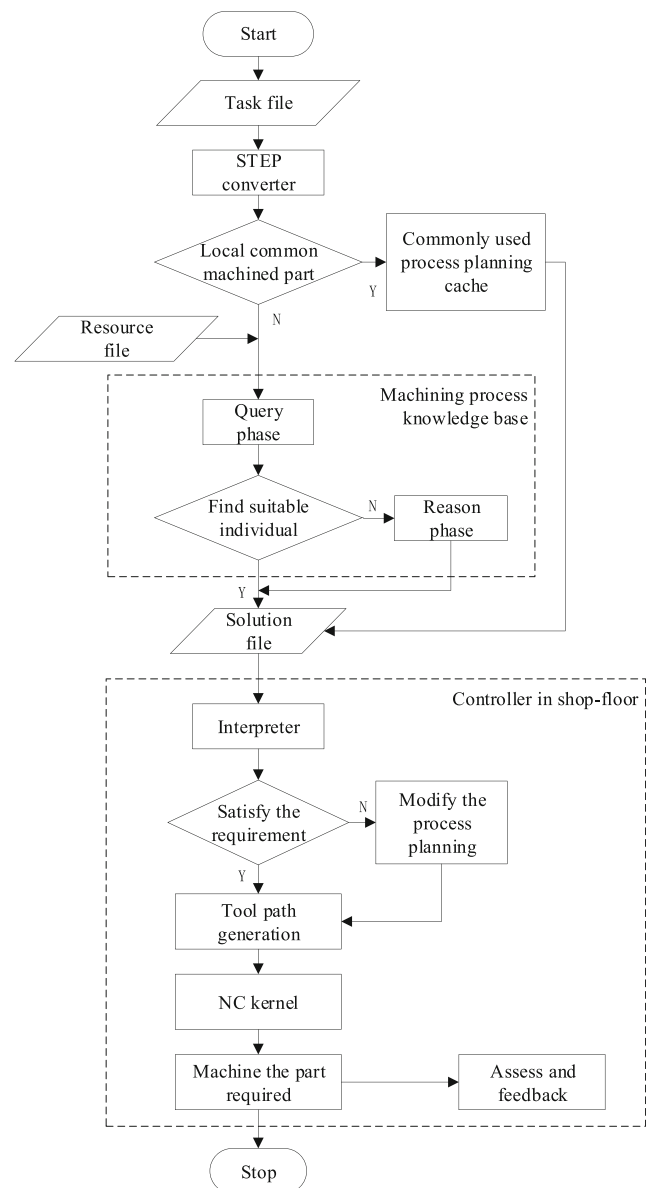 Start
Task file
STEP
converter
Local common
machined part
Y
Commonly used
process planning
cache
N
Resource
file
Machining process
knowledge base
Query
phase
Find suitable
individual
N
Reason
phase
Y
Solution
file
Controller in shop-floor
Interpreter
Satisfy the
requirement
N
Modify the
process
planning
Y
Tool path
generation
NC kernel
Machine the part
required
Assess and
feedback
Stop